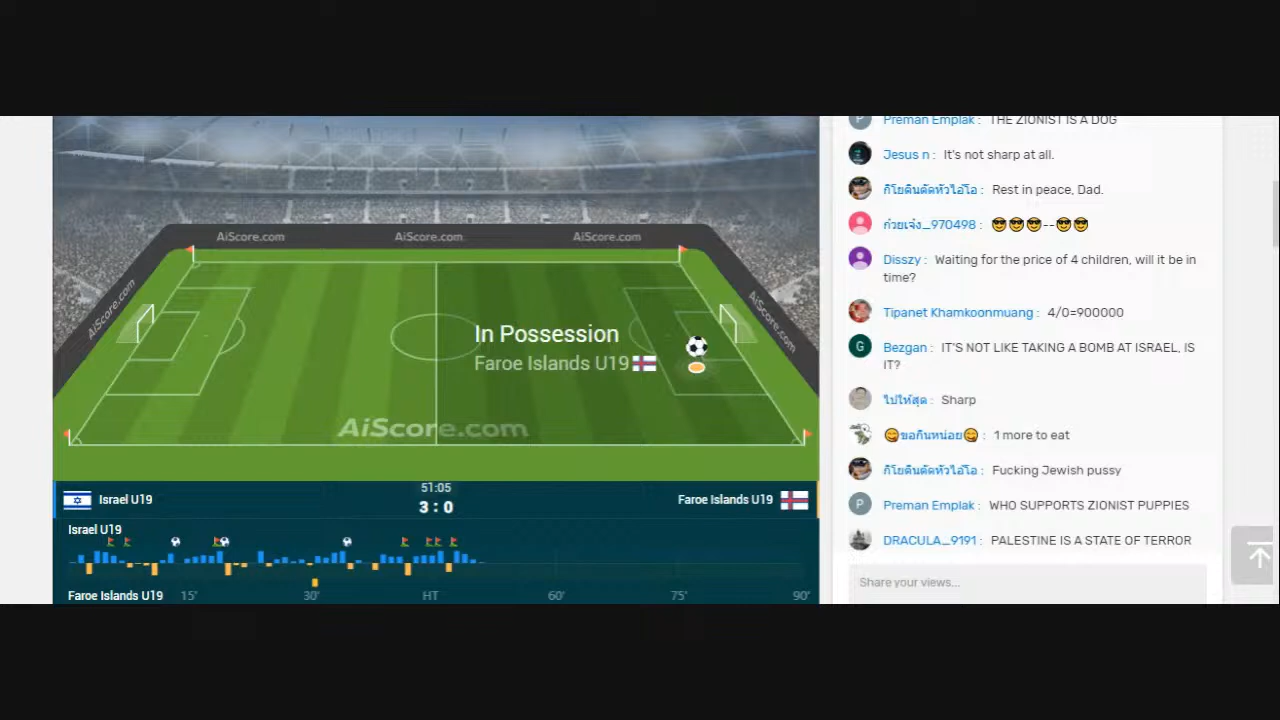 AiScore.com
AiScore.com
AiScore.com
AiScore.com
AiScore.com
In Possession
Faroe Islands U19
AiScore.com
51:05
Israel U19
3 : 0
Faroe Islands U19
Israel U19
Faroe Islands U19 15' 30' HT 60' 75' 90'
P Preman Emplak : THE ZIONIST IS A DOG
Jesus n : It's not sharp at all.
กิโยตินตัดหัวไอ้โอ : Rest in peace, Dad.
ก๋วยเจ๋ง_970498 : 😎😎😎--😎😎
Disszy : Waiting for the price of 4 children, will it be in
time?
Tipanet Khamkoonmuang : 4/0=900000
G Bezgan : IT'S NOT LIKE TAKING A BOMB AT ISRAEL, IS
IT?
ไปให้สุด : Sharp
😋ขอกินหน่อย😋 : 1 more to eat
กิโยตินตัดหัวไอ้โอ : Fucking Jewish pussy
P Preman Emplak : WHO SUPPORTS ZIONIST PUPPIES
DRACULA_9191 : PALESTINE IS A STATE OF TERROR
Share your views...